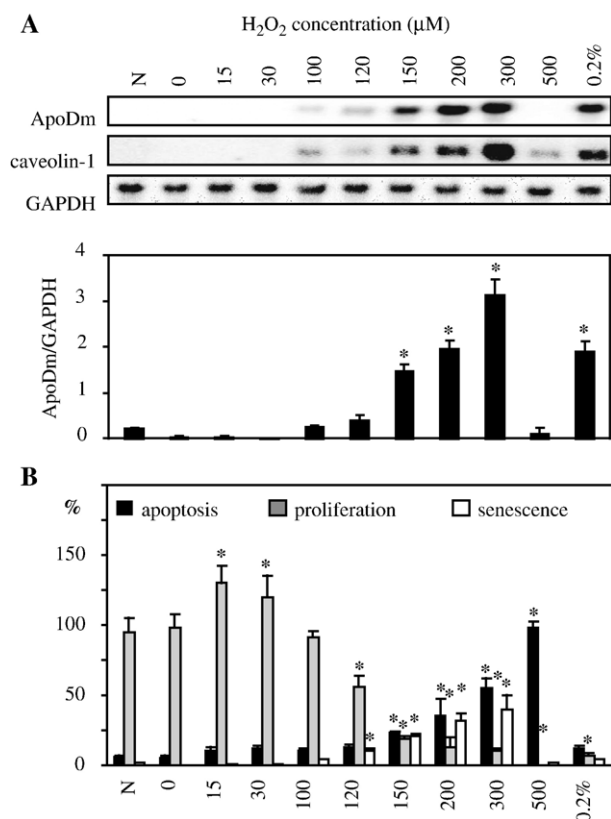 A
H₂O₂ concentration (μM)
N 0 15 30 100 120 150 200 300 500 0.2%
ApoDm
caveolin-1
GAPDH
ApoDm/GAPDH
4
3
2
1
0
* * * *
B
% apoptosis proliferation senescence
150
100
50
0
* * * * * * * * * * * * * * * * *
N 0 15 30 100 120 150 200 300 500 0.2%